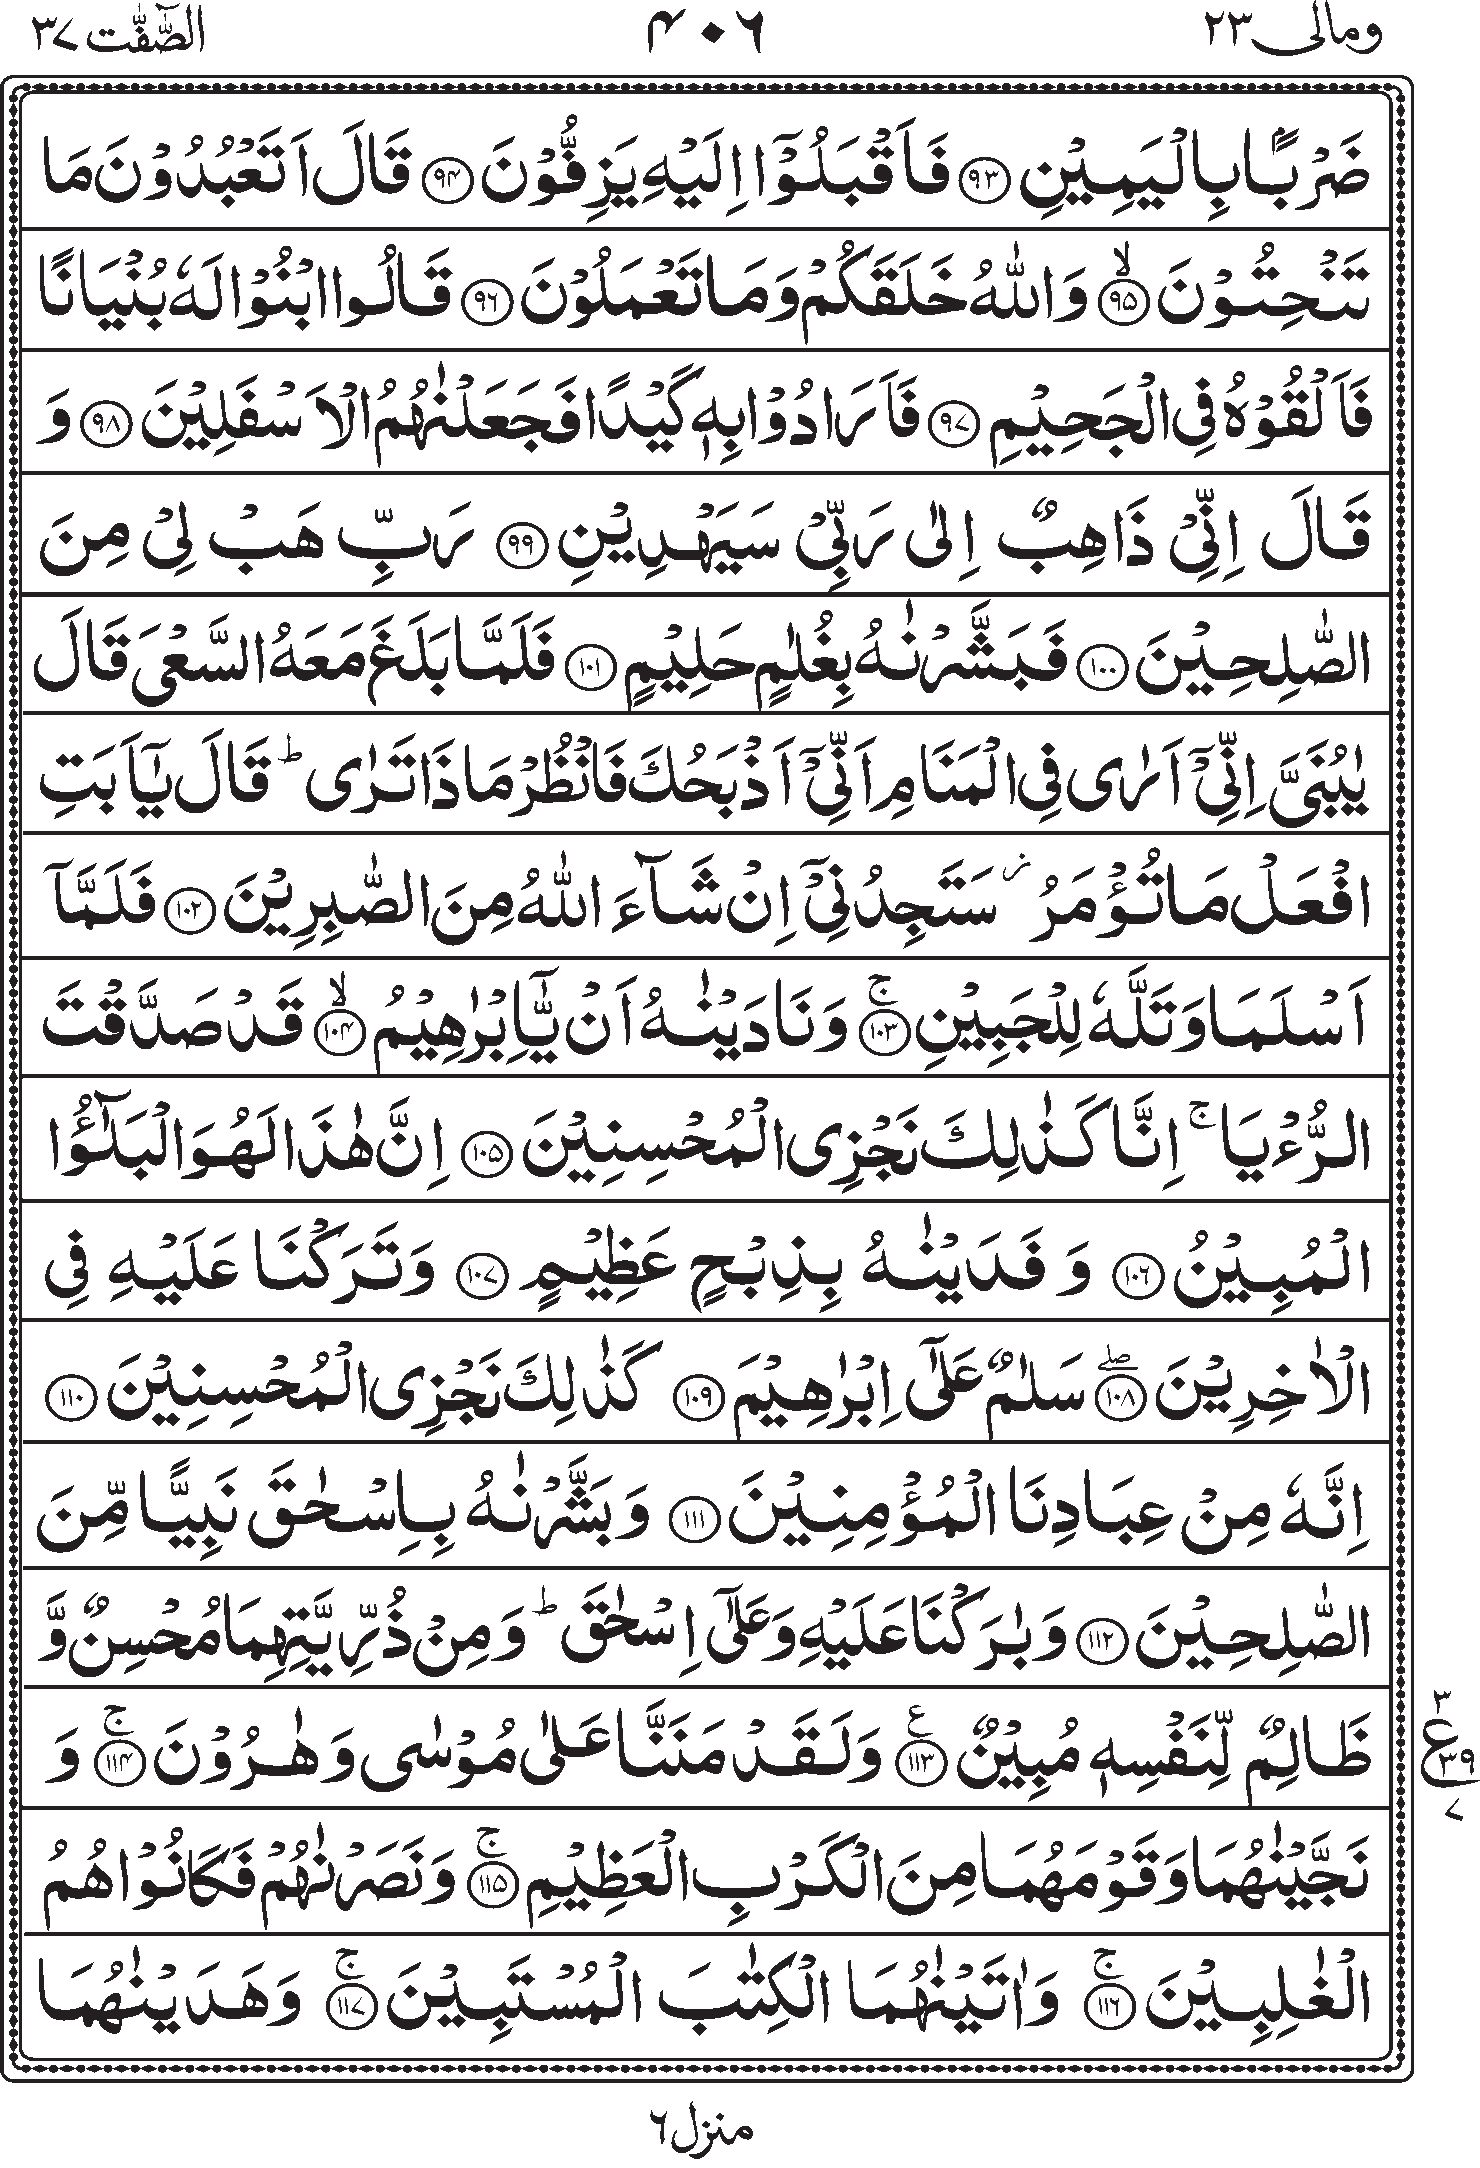 ومالی ٢٣ ٤٠٦ الصّٰٓفّٰت ٣٧
ضَرْبًۢا بِالْیَمِیْنِ ﴿٩٣﴾ فَاَقْبَلُوْۤا اِلَیْهِ یَزِفُّوْنَ ﴿٩٤﴾ قَالَ اَتَعْبُدُوْنَ مَا
تَنْحِتُوْنَ ۙ﴿٩٥﴾ وَاللّٰهُ خَلَقَكُمْ وَمَا تَعْمَلُوْنَ ﴿٩٦﴾ قَالُوا ابْنُوْا لَهٗ بُنْیَانًا
فَاَلْقُوْهُ فِی الْجَحِیْمِ ﴿٩٧﴾ فَاَرَادُوْا بِهٖ كَیْدًا فَجَعَلْنٰهُمُ الْاَسْفَلِیْنَ ﴿٩٨﴾ وَ
قَالَ اِنِّیْ ذَاهِبٌ اِلٰی رَبِّیْ سَیَهْدِیْنِ ﴿٩٩﴾ رَبِّ هَبْ لِیْ مِنَ
الصّٰلِحِیْنَ ﴿١٠٠﴾ فَبَشَّرْنٰهُ بِغُلٰمٍ حَلِیْمٍ ﴿١٠١﴾ فَلَمَّا بَلَغَ مَعَهُ السَّعْیَ قَالَ
یٰبُنَیَّ اِنِّیْۤ اَرٰی فِی الْمَنَامِ اَنِّیْۤ اَذْبَحُكَ فَانْظُرْ مَاذَا تَرٰی ؕ قَالَ یٰۤاَبَتِ
افْعَلْ مَا تُؤْمَرُ ؗ سَتَجِدُنِیْۤ اِنْ شَآءَ اللّٰهُ مِنَ الصّٰبِرِیْنَ ﴿١٠٢﴾ فَلَمَّاۤ
اَسْلَمَا وَتَلَّهٗ لِلْجَبِیْنِ ۚ﴿١٠٣﴾ وَنَادَیْنٰهُ اَنْ یّٰۤاِبْرٰهِیْمُ ۙ﴿١٠٤﴾ قَدْ صَدَّقْتَ
الرُّءْیَا ۚ اِنَّا كَذٰلِكَ نَجْزِی الْمُحْسِنِیْنَ ﴿١٠٥﴾ اِنَّ هٰذَا لَهُوَ الْبَلٰٓؤُا
الْمُبِیْنُ ﴿١٠٦﴾ وَ فَدَیْنٰهُ بِذِبْحٍ عَظِیْمٍ ﴿١٠٧﴾ وَتَرَكْنَا عَلَیْهِ فِی
الْاٰخِرِیْنَ ۖ﴿١٠٨﴾ سَلٰمٌ عَلٰۤی اِبْرٰهِیْمَ ﴿١٠٩﴾ كَذٰلِكَ نَجْزِی الْمُحْسِنِیْنَ ﴿١١٠﴾
اِنَّهٗ مِنْ عِبَادِنَا الْمُؤْمِنِیْنَ ﴿١١١﴾ وَ بَشَّرْنٰهُ بِاِسْحٰقَ نَبِیًّا مِّنَ
الصّٰلِحِیْنَ ﴿١١٢﴾ وَبٰرَكْنَا عَلَیْهِ وَعَلٰۤی اِسْحٰقَ ؕ وَمِنْ ذُرِّیَّتِهِمَا مُحْسِنٌ وَّ
ظَالِمٌ لِّنَفْسِهٖ مُبِیْنٌ ﴿١١٣﴾ع وَلَقَدْ مَنَنَّا عَلٰی مُوْسٰی وَهٰرُوْنَ ۚ﴿١١٤﴾ وَ
٣ ع ٣٩ ٧
نَجَّیْنٰهُمَا وَقَوْمَهُمَا مِنَ الْكَرْبِ الْعَظِیْمِ ۚ﴿١١٥﴾ وَنَصَرْنٰهُمْ فَكَانُوْا هُمُ
الْغٰلِبِیْنَ ۚ﴿١١٦﴾ وَاٰتَیْنٰهُمَا الْكِتٰبَ الْمُسْتَبِیْنَ ۚ﴿١١٧﴾ وَهَدَیْنٰهُمَا
منزل ٦